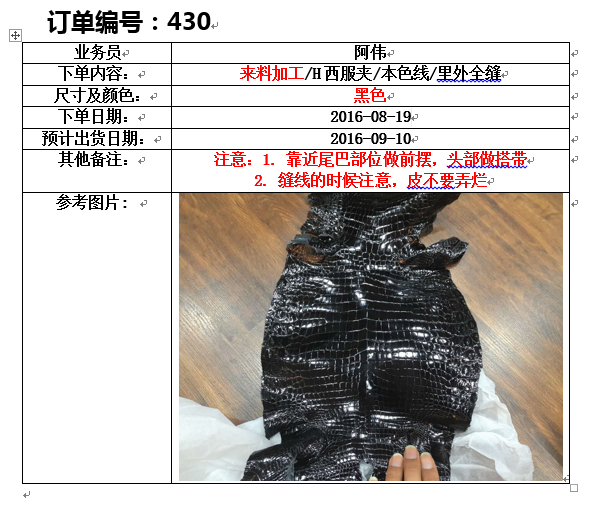 订单编号：430
业务员 阿伟
下单内容： 来料加工/H西服夹/本色线/里外全缝
尺寸及颜色： 黑色
下单日期： 2016-08-19
预计出货日期： 2016-09-10
其他备注： 注意：1. 靠近尾巴部位做前摆，头部做搭带
2. 缝线的时候注意，皮不要弄烂
参考图片：